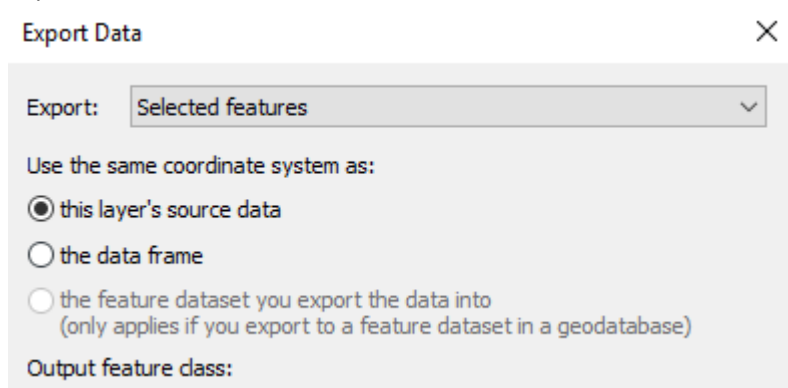 Export Data
Export: Selected features
Use the same coordinate system as:
this layer's source data
the data frame
the feature dataset you export the data into
(only applies if you export to a feature dataset in a geodatabase)
Output feature class: